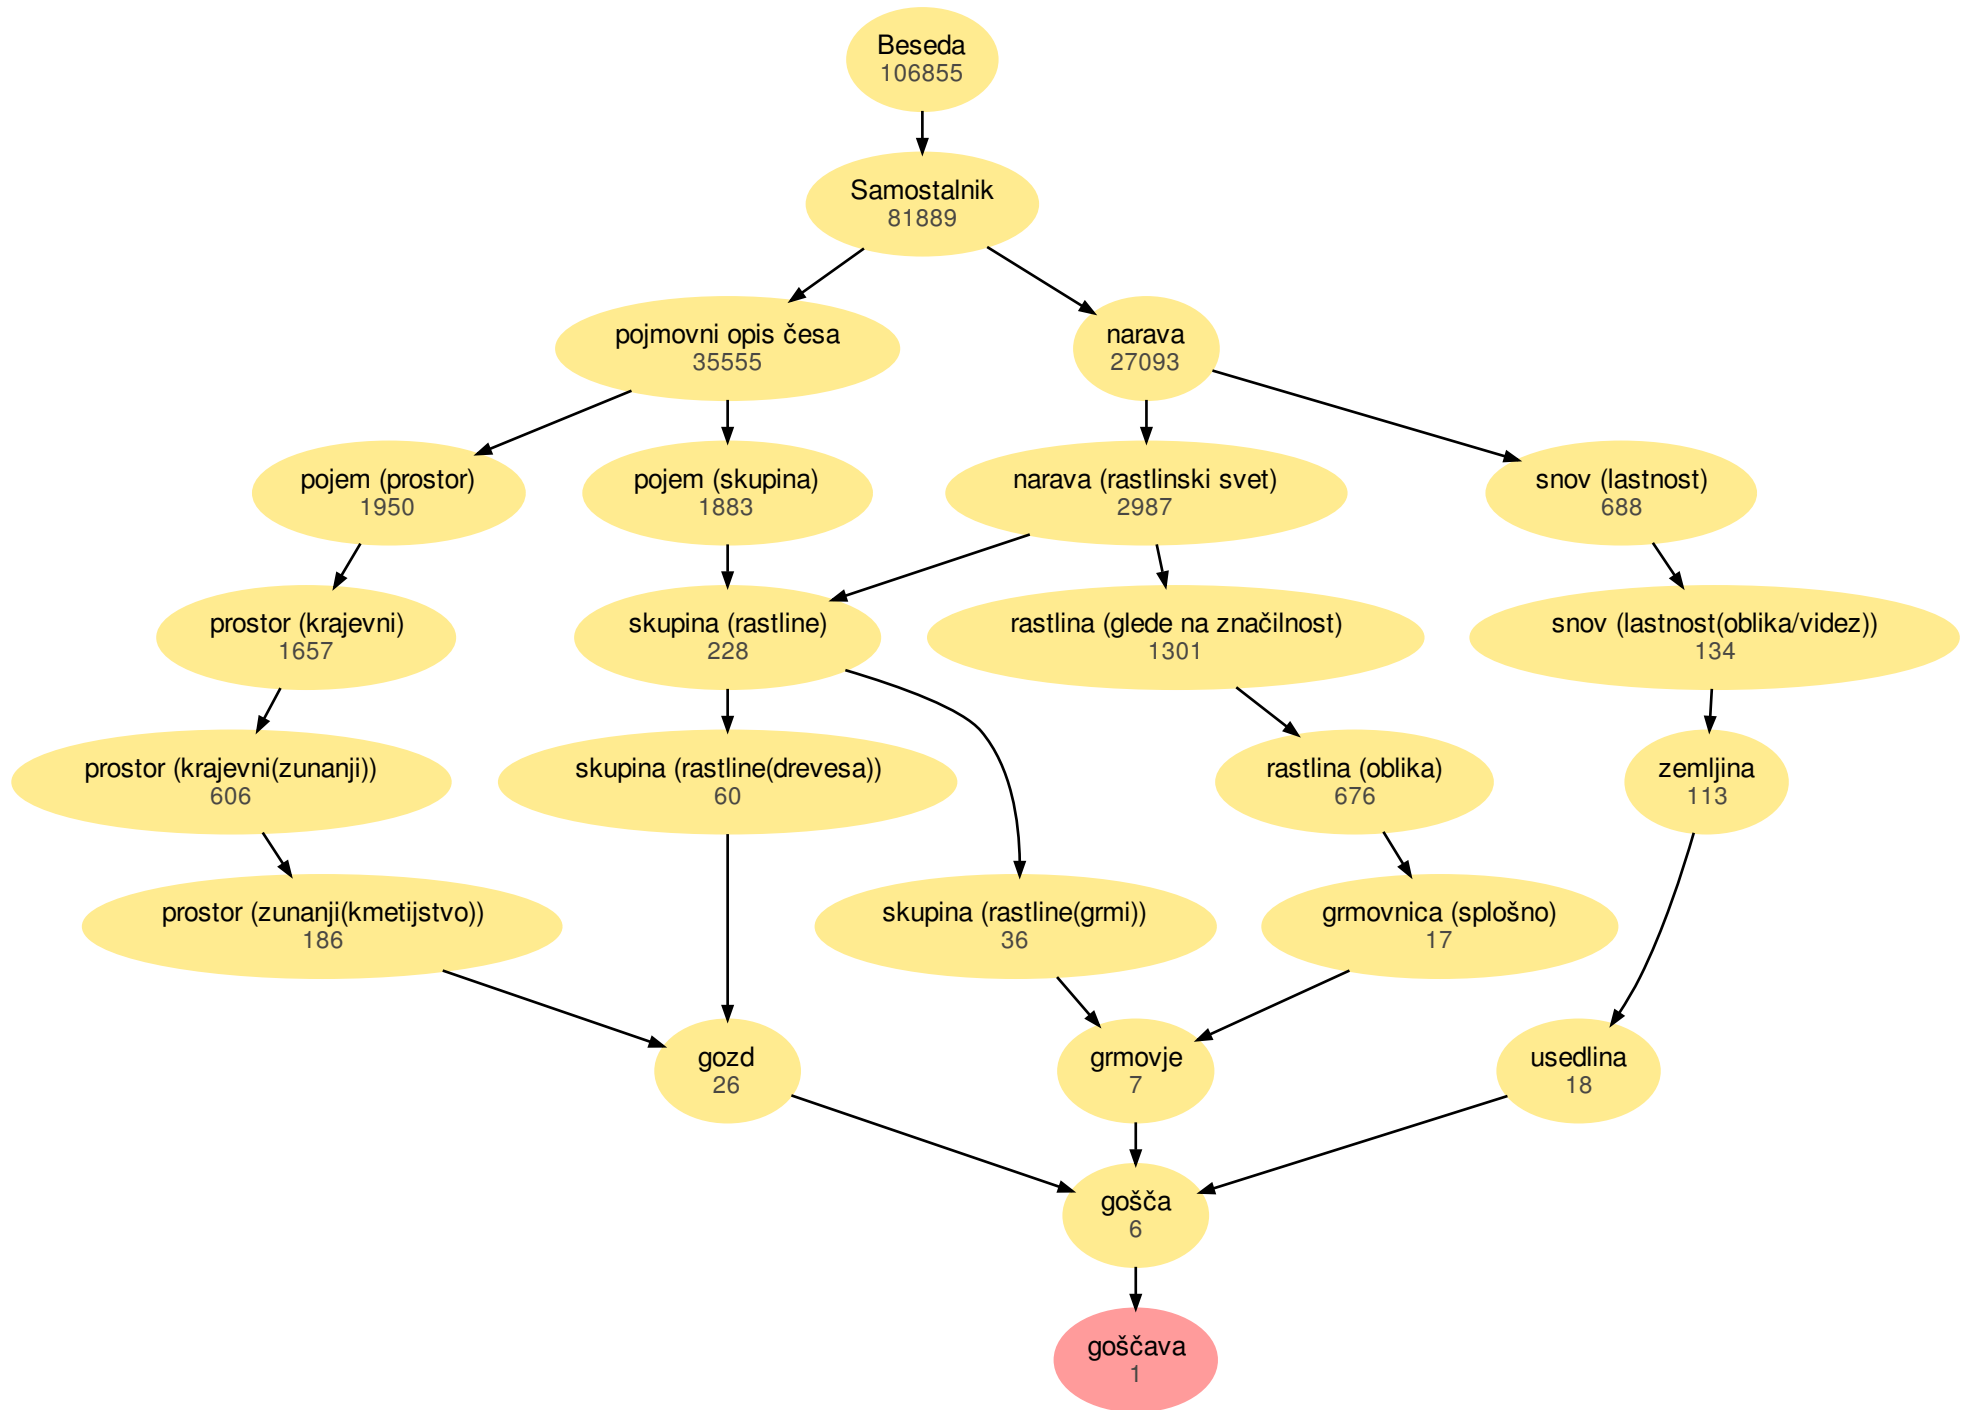 Beseda
106855
Samostalnik
81889
pojmovni opis česa
35555
narava
27093
pojem (prostor)
1950
pojem (skupina)
1883
narava (rastlinski svet)
2987
snov (lastnost)
688
prostor (krajevni)
1657
skupina (rastline)
228
rastlina (glede na značilnost)
1301
snov (lastnost(oblika/videz))
134
prostor (krajevni(zunanji))
606
skupina (rastline(drevesa))
60
rastlina (oblika)
676
zemljina
113
prostor (zunanji(kmetijstvo))
186
skupina (rastline(grmi))
36
grmovnica (splošno)
17
gozd
26
grmovje
7
usedlina
18
gošča
6
goščava
1